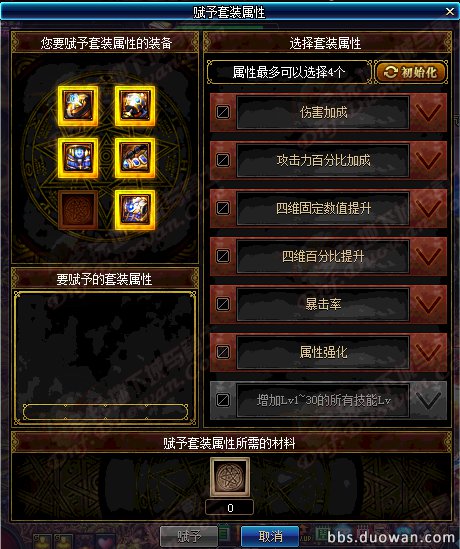 赋予套装属性
您要赋予套装属性的装备
选择套装属性
属性最多可以选择4个
初始化
伤害加成
攻击力百分比加成
四维固定数值提升
四维百分比提升
暴击率
属性强化
增加Lv1~30的所有技能Lv
要赋予的套装属性
赋予套装属性所需的材料
0
赋予
取消
bbs.duowan.com